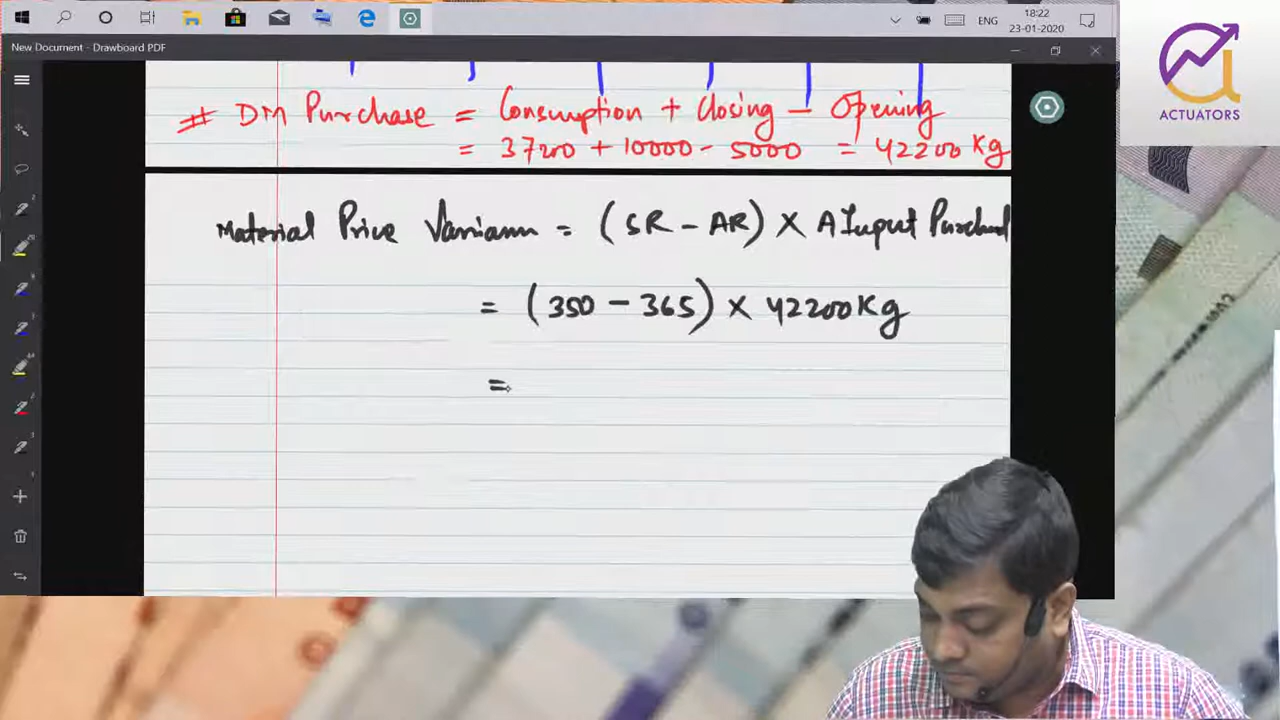 18:22
ENG
23-01-2020
New Document - Drawboard PDF
ACTUATORS
# DM Purchase = Consumption + Closing - Opening
= 37200 + 10000 - 5000 = 42200 Kg
Material Price Variann = (SR - AR) X A Input Purchased
= (350 - 365) X 42200 Kg
=